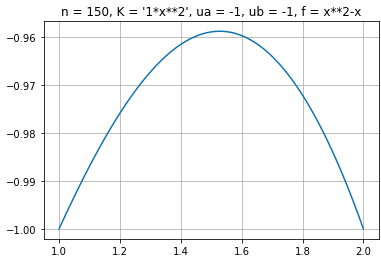 n = 150, K = '1*x**2', ua = -1, ub = -1, f = x**2-x
−0.96
−0.97
−0.98
−0.99
−1.00
1.0 1.2 1.4 1.6 1.8 2.0